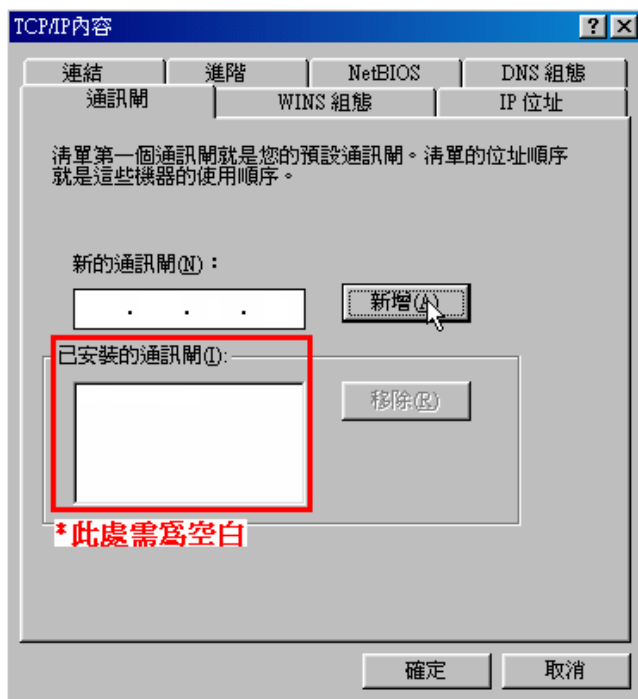 TCP/IP內容
連結 進階 NetBIOS DNS 組態
通訊閘 WINS 組態 IP 位址
清單第一個通訊閘就是您的預設通訊閘。清單的位址順序
就是這些機器的使用順序。
新的通訊閘(N)：
. . .
新增(A)
已安裝的通訊閘(I):
移除(R)
*此處需為空白
確定 取消